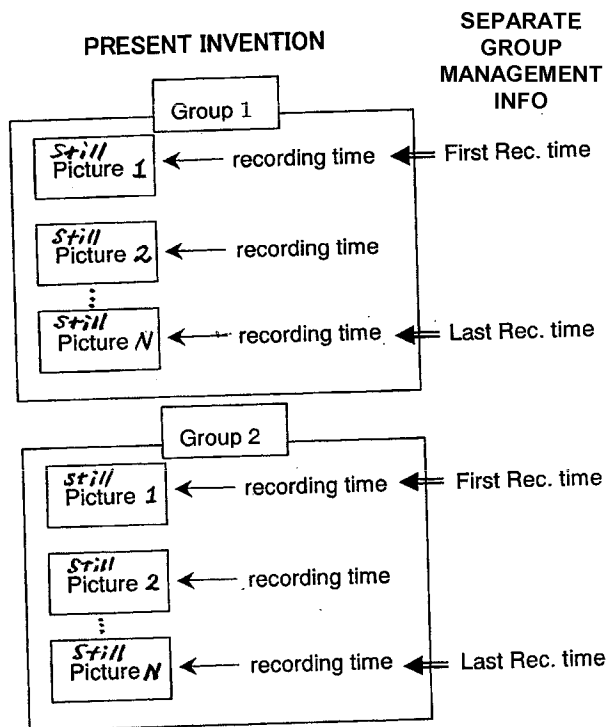 PRESENT INVENTION
SEPARATE
GROUP
MANAGEMENT
INFO
Group 1
Still
Picture 1
recording time
First Rec. time
Still
Picture 2
recording time
Still
Picture N
recording time
Last Rec. time
Group 2
Still
Picture 1
recording time
First Rec. time
Still
Picture 2
recording time
Still
Picture N
recording time
Last Rec. time